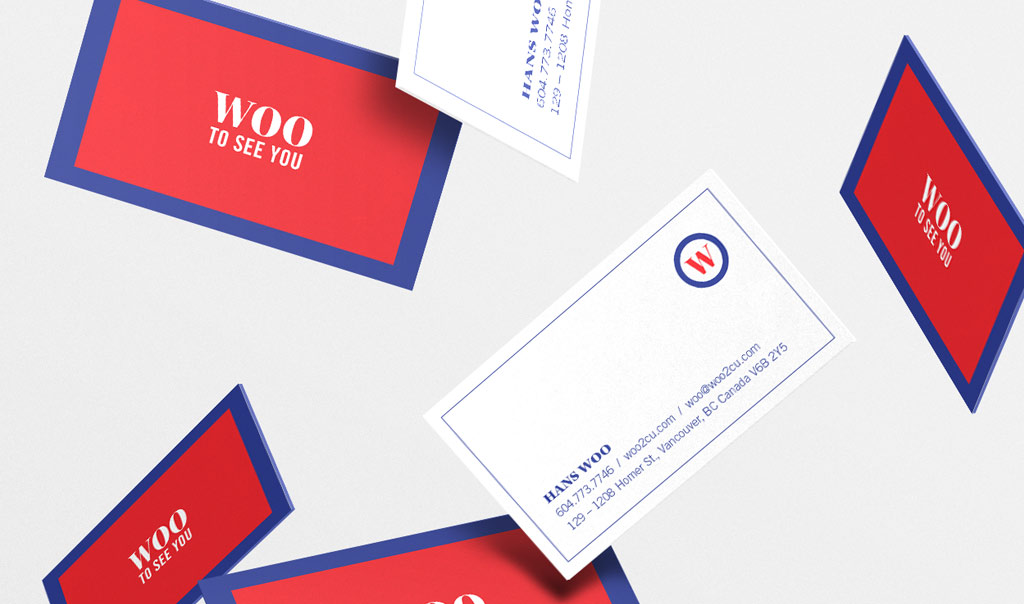 WOO
TO SEE YOU
HANS WO
604.773.7746
129 – 1208 Hom
WOO
TO SEE YOU
W
HANS WOO
604.773.7746 / woo2cu.com / woo@woo2cu.com
129 – 1208 Homer St., Vancouver, BC Canada V6B 2Y5
WOO
TO SEE YOU
WOO